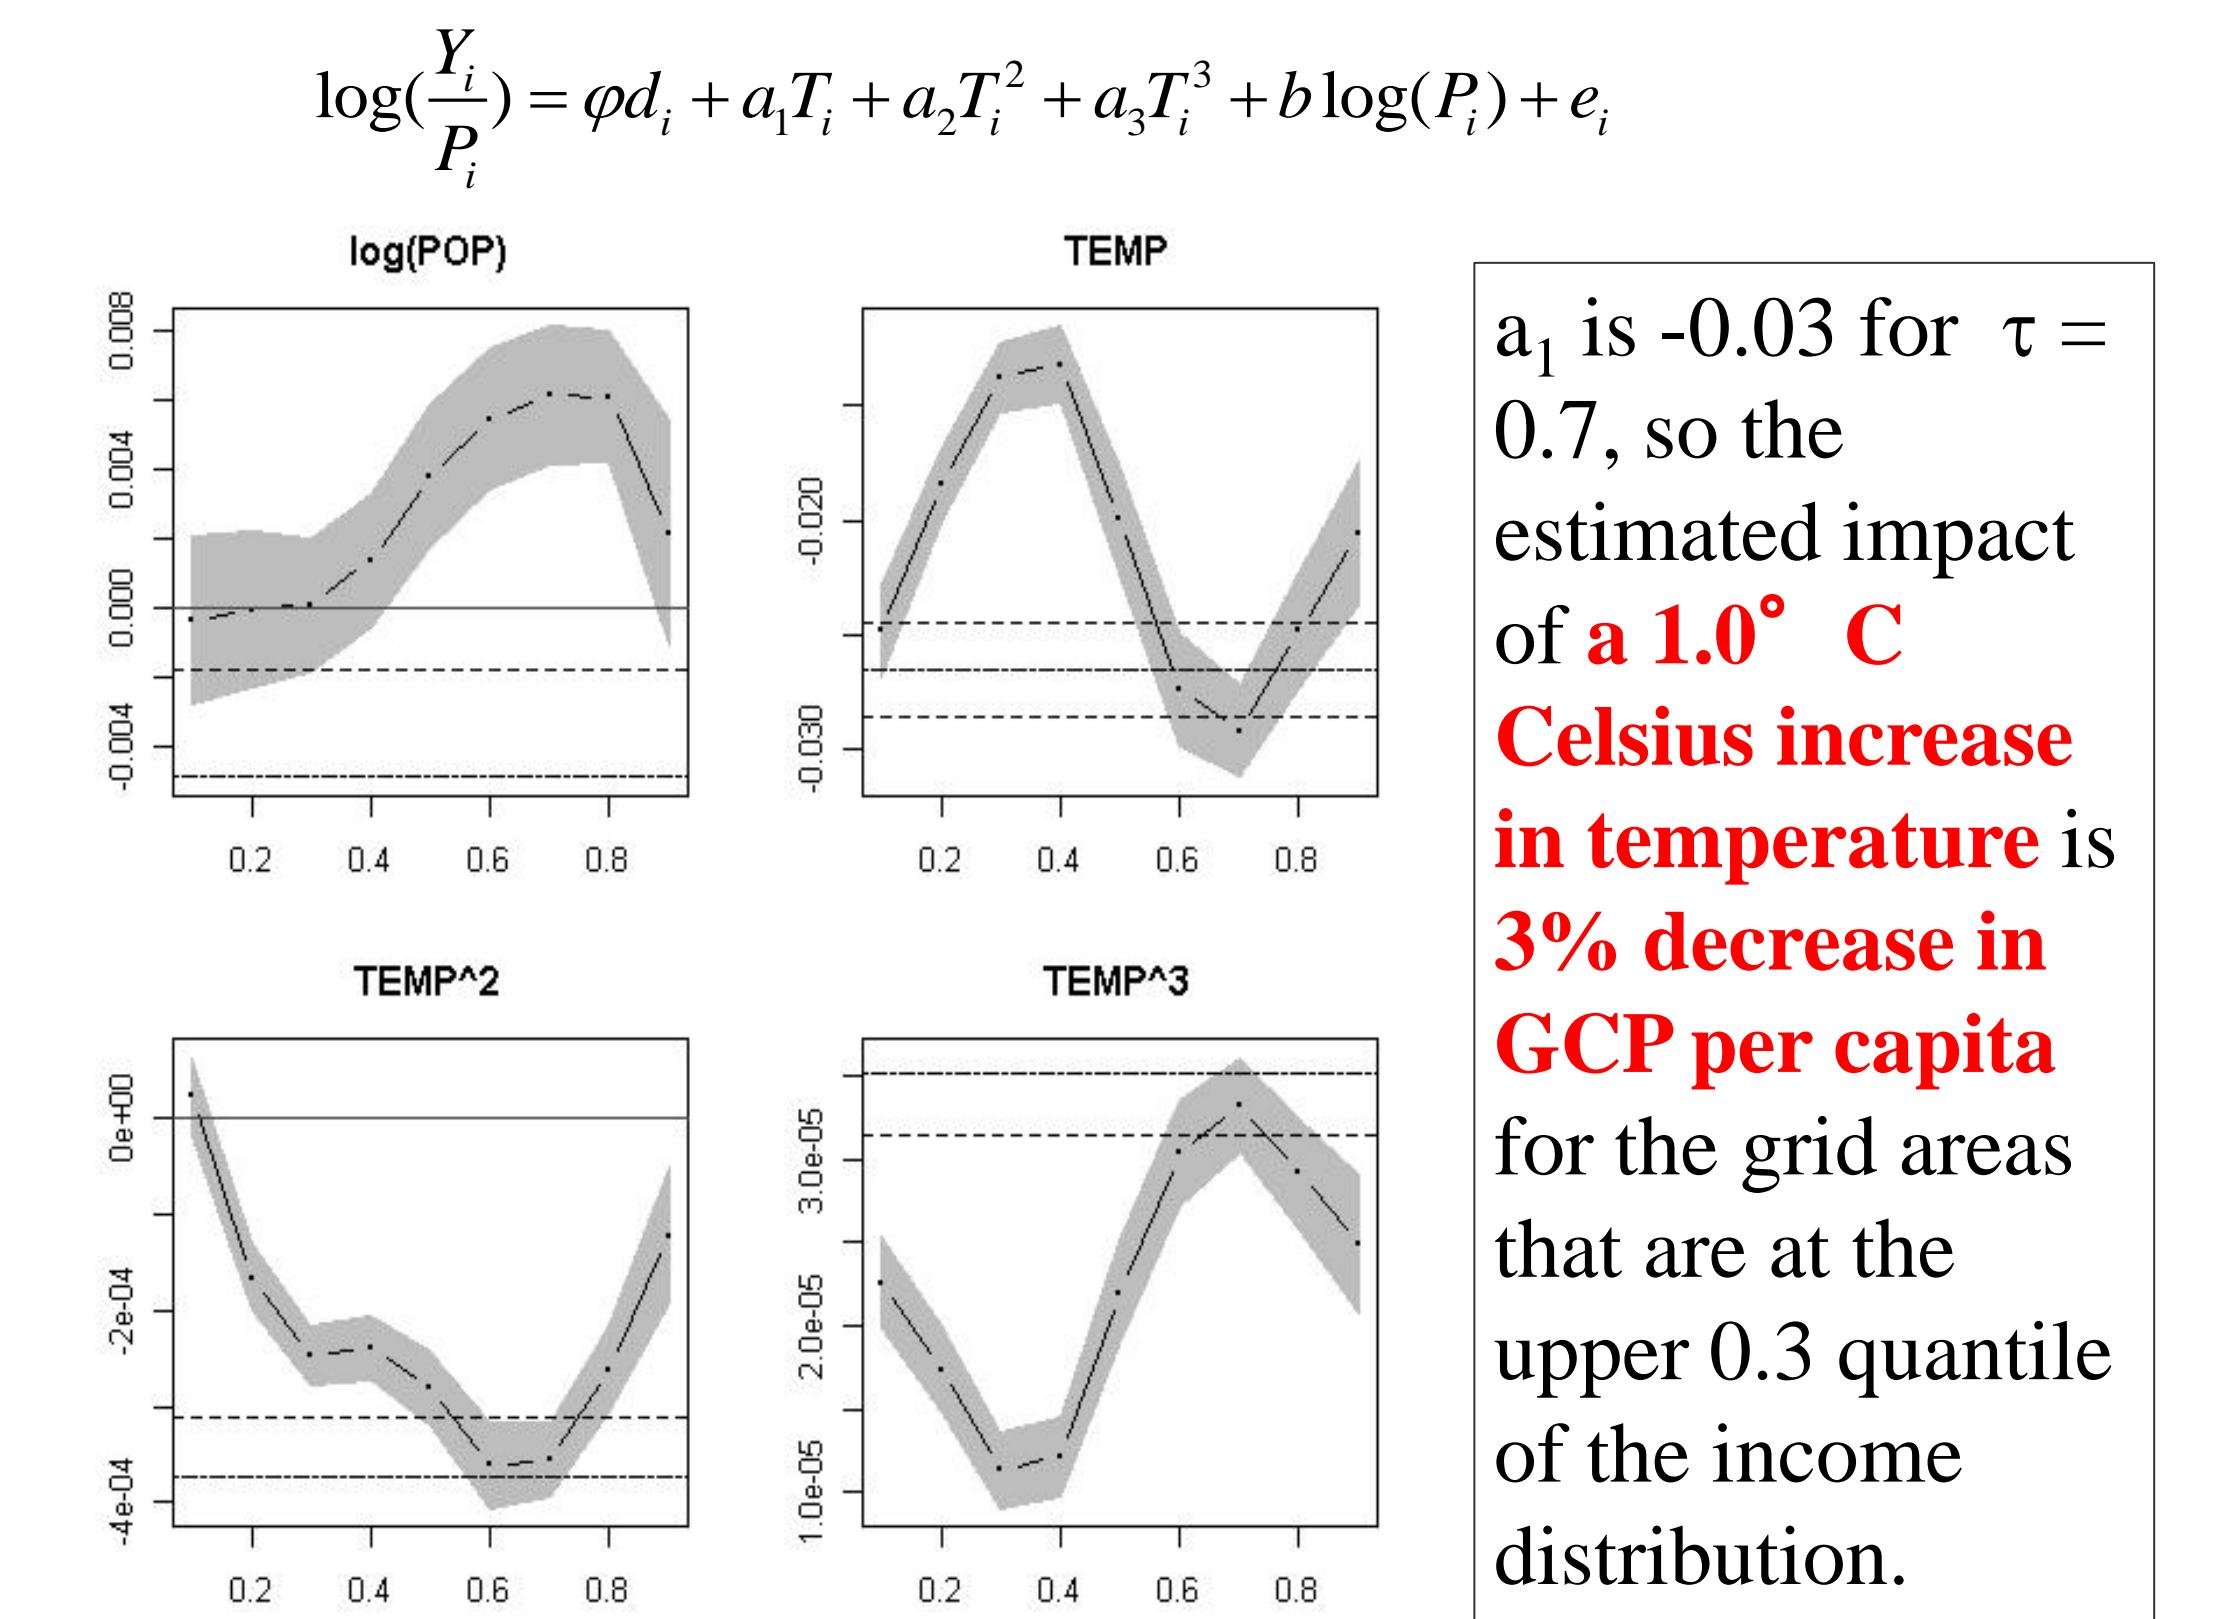 log(Y_i/P_i) = φd_i + a_1T_i + a_2T_i^2 + a_3T_i^3 + b log(P_i) + e_i
log(POP)
0.008
0.004
0.000
-0.004
0.2 0.4 0.6 0.8
TEMP
-0.020
-0.030
0.2 0.4 0.6 0.8
TEMP^2
0e+00
-2e-04
-4e-04
0.2 0.4 0.6 0.8
TEMP^3
3.0e-05
2.0e-05
1.0e-05
0.2 0.4 0.6 0.8
a_1 is -0.03 for τ =
0.7, so the
estimated impact
of a 1.0° C
Celsius increase
in temperature is
3% decrease in
GCP per capita
for the grid areas
that are at the
upper 0.3 quantile
of the income
distribution.